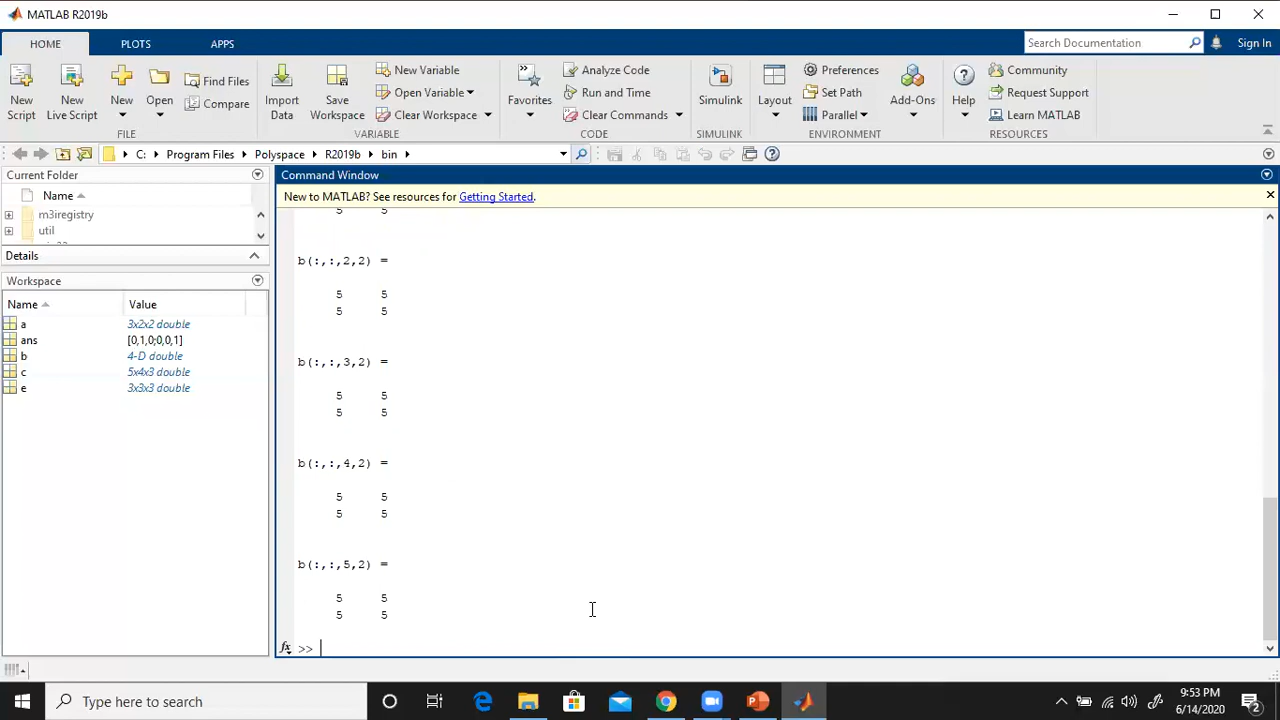 MATLAB R2019b
HOME PLOTS APPS
Search Documentation Sign In
New Script
New Live Script
New
Open
Find Files
Compare
Import Data
Save Workspace
New Variable
Open Variable
Clear Workspace
Favorites
Analyze Code
Run and Time
Clear Commands
Simulink
Layout
Preferences
Set Path
Parallel
Add-Ons
Help
Community
Request Support
Learn MATLAB
FILE VARIABLE CODE SIMULINK ENVIRONMENT RESOURCES
C: Program Files Polyspace R2019b bin
Current Folder
Name
m3iregistry
util
Details
Workspace
Name Value
a 3x2x2 double
ans [0,1,0;0,0,1]
b 4-D double
c 5x4x3 double
e 3x3x3 double
Command Window
New to MATLAB? See resources for Getting Started.
5 5
b(:,:,2,2) =
5 5
5 5
b(:,:,3,2) =
5 5
5 5
b(:,:,4,2) =
5 5
5 5
b(:,:,5,2) =
5 5
5 5
fx >>
Type here to search
9:53 PM
6/14/2020
2